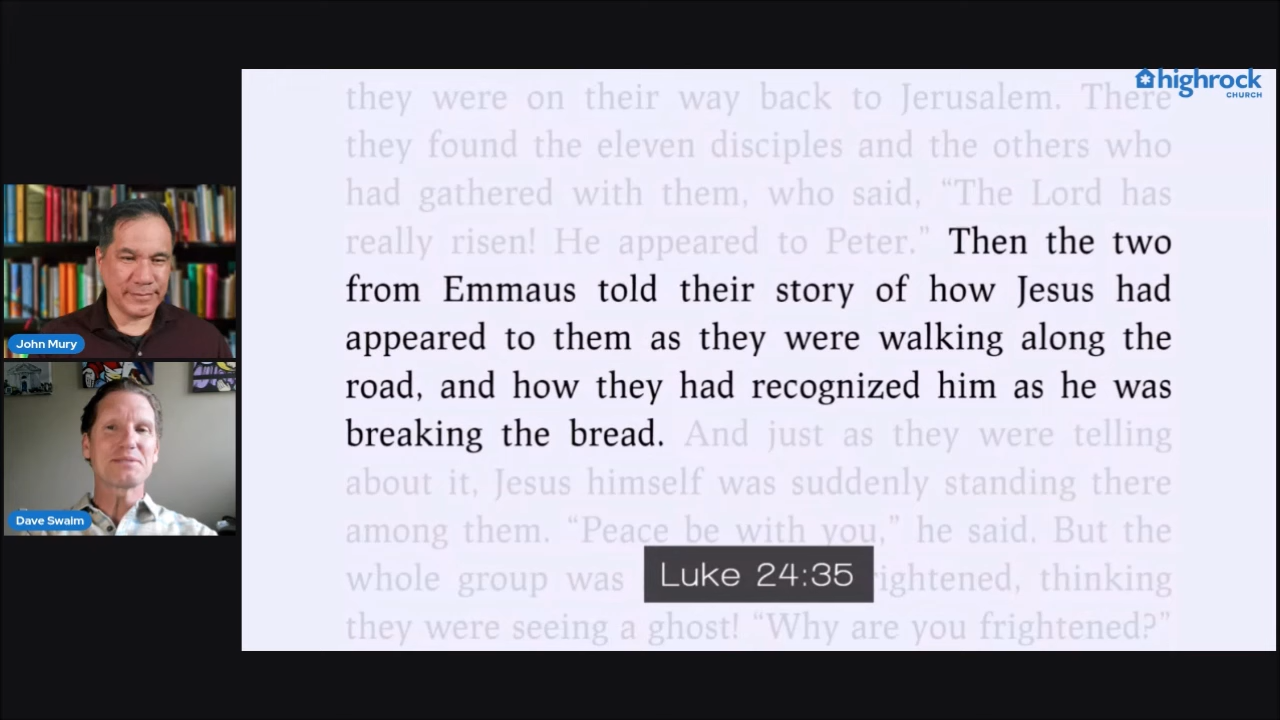 highrock
CHURCH
they were on their way back to Jerusalem. There
they found the eleven disciples and the others who
had gathered with them, who said, “The Lord has
really risen! He appeared to Peter.” Then the two
from Emmaus told their story of how Jesus had
appeared to them as they were walking along the
road, and how they had recognized him as he was
breaking the bread. And just as they were telling
about it, Jesus himself was suddenly standing there
among them. “Peace be with you,” he said. But the
whole group was rightened, thinking
Luke 24:35
they were seeing a ghost! “Why are you frightened?”
John Mury
Dave Swaim